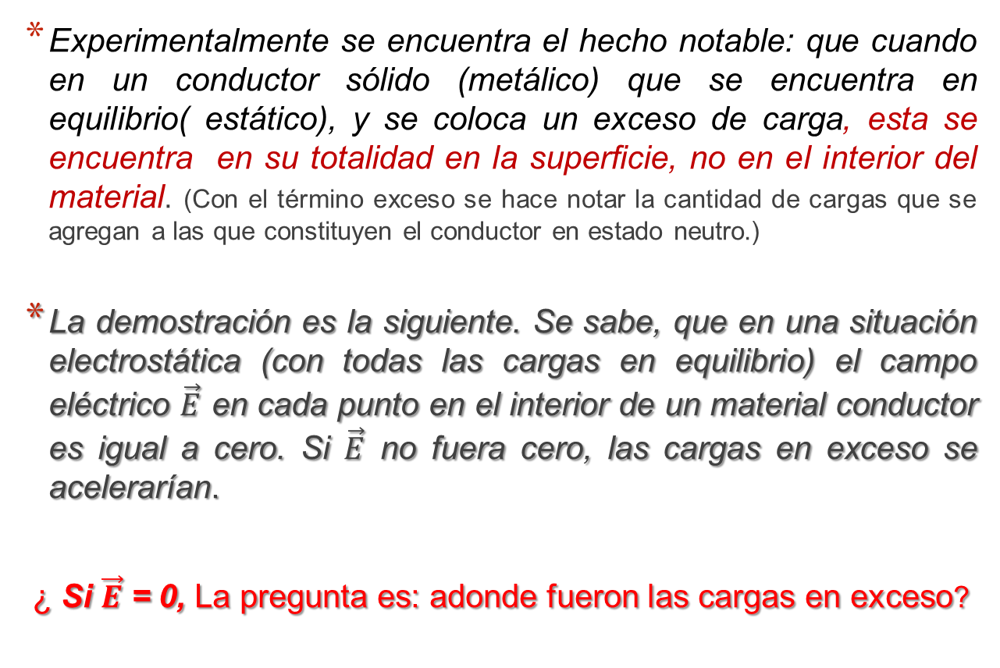 * Experimentalmente se encuentra el hecho notable: que cuando
en un conductor sólido (metálico) que se encuentra en
equilibrio( estático), y se coloca un exceso de carga, esta se
encuentra en su totalidad en la superficie, no en el interior del
material. (Con el término exceso se hace notar la cantidad de cargas que se
agregan a las que constituyen el conductor en estado neutro.)
* La demostración es la siguiente. Se sabe, que en una situación
electrostática (con todas las cargas en equilibrio) el campo
eléctrico $\vec{E}$ en cada punto en el interior de un material conductor
es igual a cero. Si $\vec{E}$ no fuera cero, las cargas en exceso se
acelerarían.
¿ Si $\vec{E}$ = 0, La pregunta es: adonde fueron las cargas en exceso?